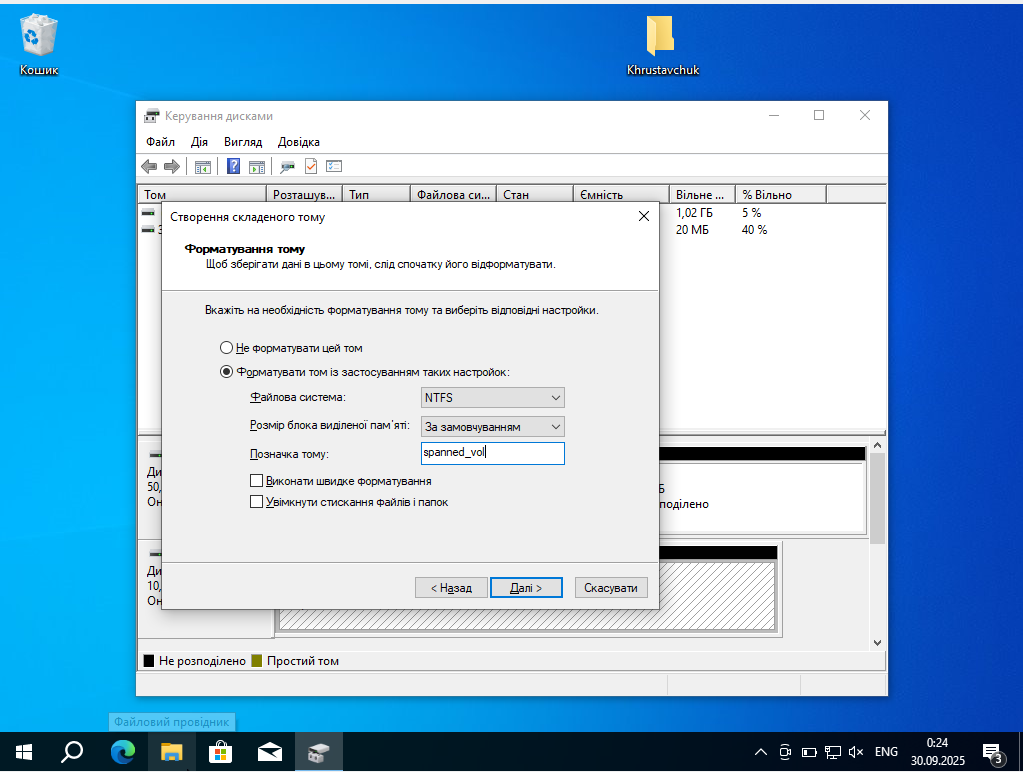 Кошик
Khrustavchuk
Керування дисками
Файл Дія Вигляд Довідка
Том Розташув... Тип Файлова си... Стан Ємність Вільне ... % Вільно
1,02 ГБ 5 %
20 МБ 40 %
Створення складеного тому
Форматування тому
Щоб зберігати дані в цьому томі, слід спочатку його відформатувати.
Вкажіть на необхідність форматування тому та виберіть відповідні настройки.
Не форматувати цей том
Форматувати том із застосуванням таких настройок:
Файлова система: NTFS
Розмір блока виділеної пам'яті: За замовчуванням
Позначка тому: spanned_vol
Виконати швидке форматування
Увімкнути стискання файлів і папок
< Назад Далі > Скасувати
Ди
50,
Он
поділено
Ди
10,
Он
Не розподілено Простий том
Файловий провідник
ENG
0:24
30.09.2025
3